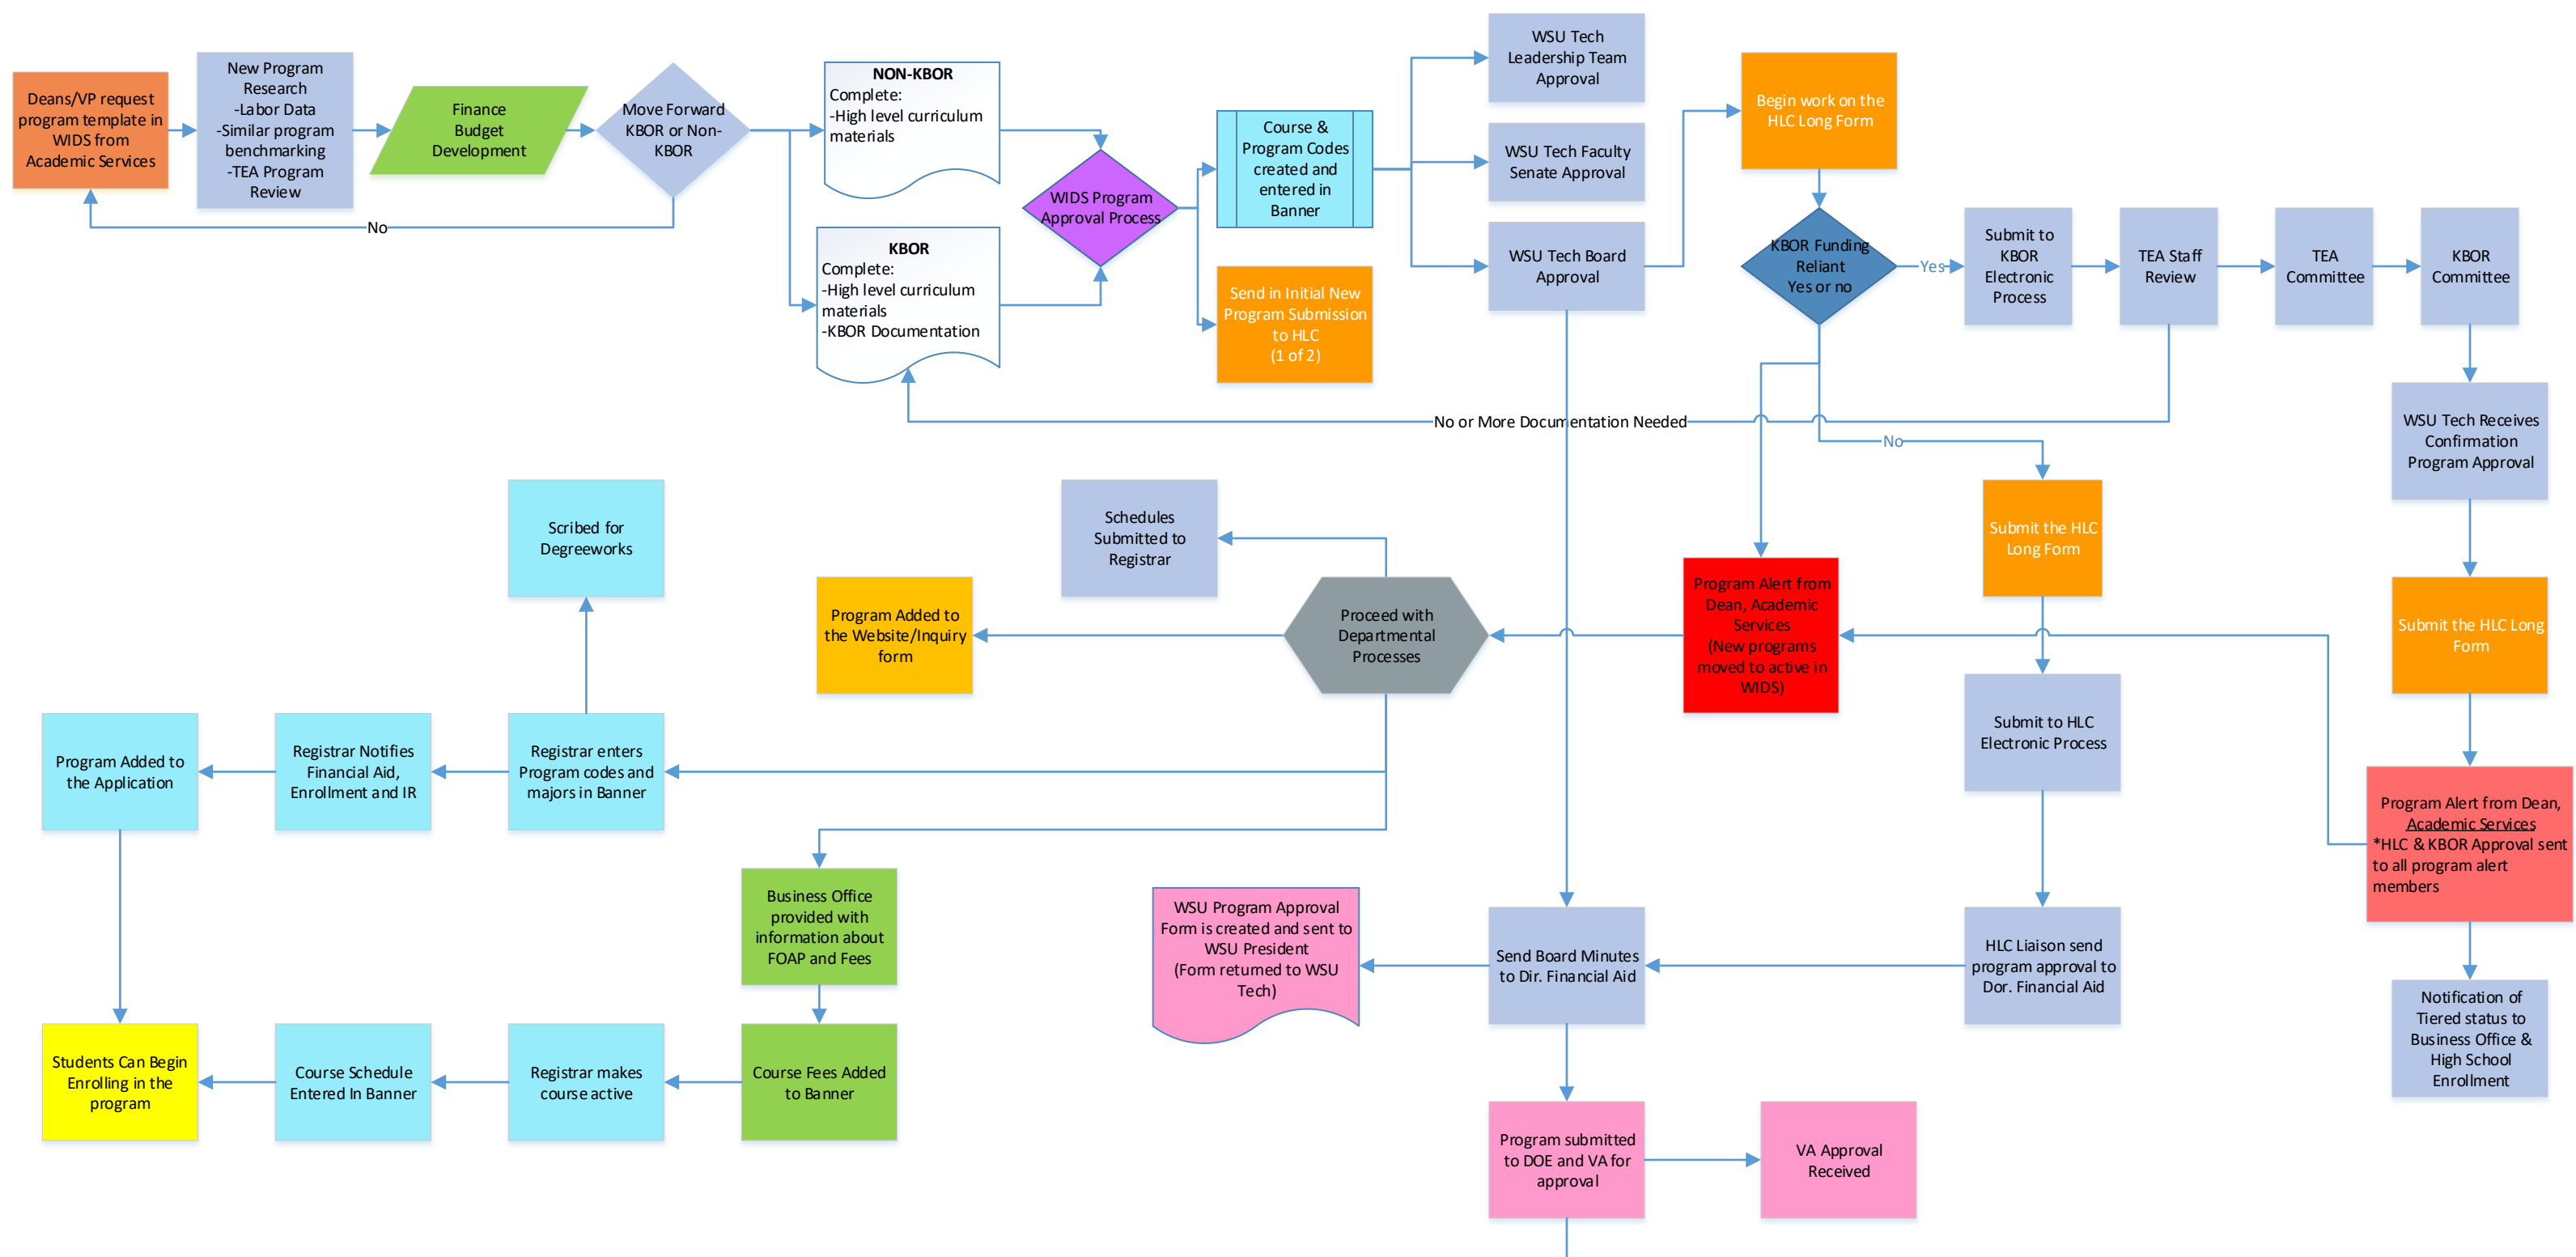 Deans/VP request
program template in
WIDS from
Academic Services
New Program
Research
-Labor Data
-Similar program
benchmarking
-TEA Program
Review
Finance
Budget
Development
Move Forward
KBOR or Non-
KBOR
No
NON-KBOR
Complete:
-High level curriculum
materials
KBOR
Complete:
-High level curriculum
materials
-KBOR Documentation
WIDS Program
Approval Process
Course &
Program Codes
created and
entered in
Banner
Send in Initial New
Program Submission
to HLC
(1 of 2)
WSU Tech
Leadership Team
Approval
WSU Tech Faculty
Senate Approval
WSU Tech Board
Approval
Begin work on the
HLC Long Form
KBOR Funding
Reliant
Yes or no
Yes
Submit to
KBOR
Electronic
Process
TEA Staff
Review
TEA
Committee
KBOR
Committee
No or More Documentation Needed
No
WSU Tech Receives
Confirmation
Program Approval
Submit the HLC Long
Form
Program Alert from Dean,
Academic Services
*HLC & KBOR Approval sent
to all program alert
members
Notification of
Tiered status to
Business Office &
High School
Enrollment
Submit the HLC
Long Form
Submit to HLC
Electronic Process
HLC Liaison send
program approval to
Dor. Financial Aid
Program Alert from
Dean, Academic
Services
(New programs
moved to active in
WIDS)
Proceed with
Departmental
Processes
Schedules
Submitted to
Registrar
Program Added to
the Website/Inquiry
form
Scribed for
Degreeworks
Registrar enters
Program codes and
majors in Banner
Registrar Notifies
Financial Aid,
Enrollment and IR
Program Added to
the Application
Business Office
provided with
information about
FOAP and Fees
Course Fees Added
to Banner
Registrar makes
course active
Course Schedule
Entered In Banner
Students Can Begin
Enrolling in the
program
WSU Program Approval
Form is created and sent to
WSU President
(Form returned to WSU
Tech)
Send Board Minutes
to Dir. Financial Aid
Program submitted
to DOE and VA for
approval
VA Approval
Received